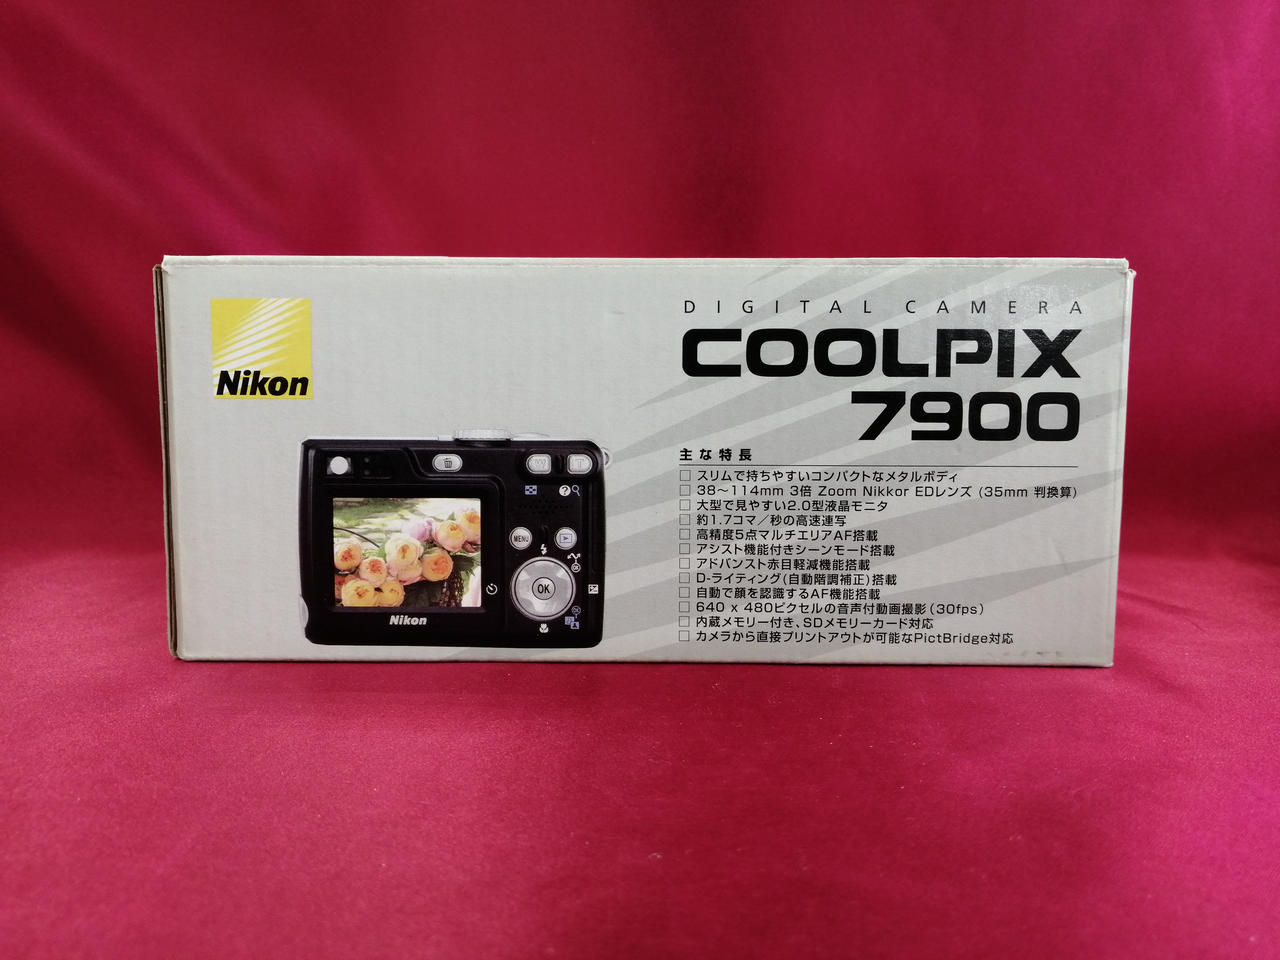 Nikon
DIGITAL CAMERA
COOLPIX
7900
主な特長
□ スリムで持ちやすいコンパクトなメタルボディ
□ 38〜114mm 3倍 Zoom Nikkor EDレンズ (35mm 判換算)
□ 大型で見やすい2.0型液晶モニタ
□ 約1.7コマ／秒の高速連写
□ 高精度5点マルチエリアAF搭載
□ アシスト機能付きシーンモード搭載
□ アドバンスト赤目軽減機能搭載
□ D-ライティング(自動階調補正)搭載
□ 自動で顔を認識するAF機能搭載
□ 640 x 480ピクセルの音声付動画撮影(30fps)
□ 内蔵メモリー付き、SDメモリーカード対応
□ カメラから直接プリントアウトが可能なPictBridge対応
W T
?
MENU
OK
OK
Nikon